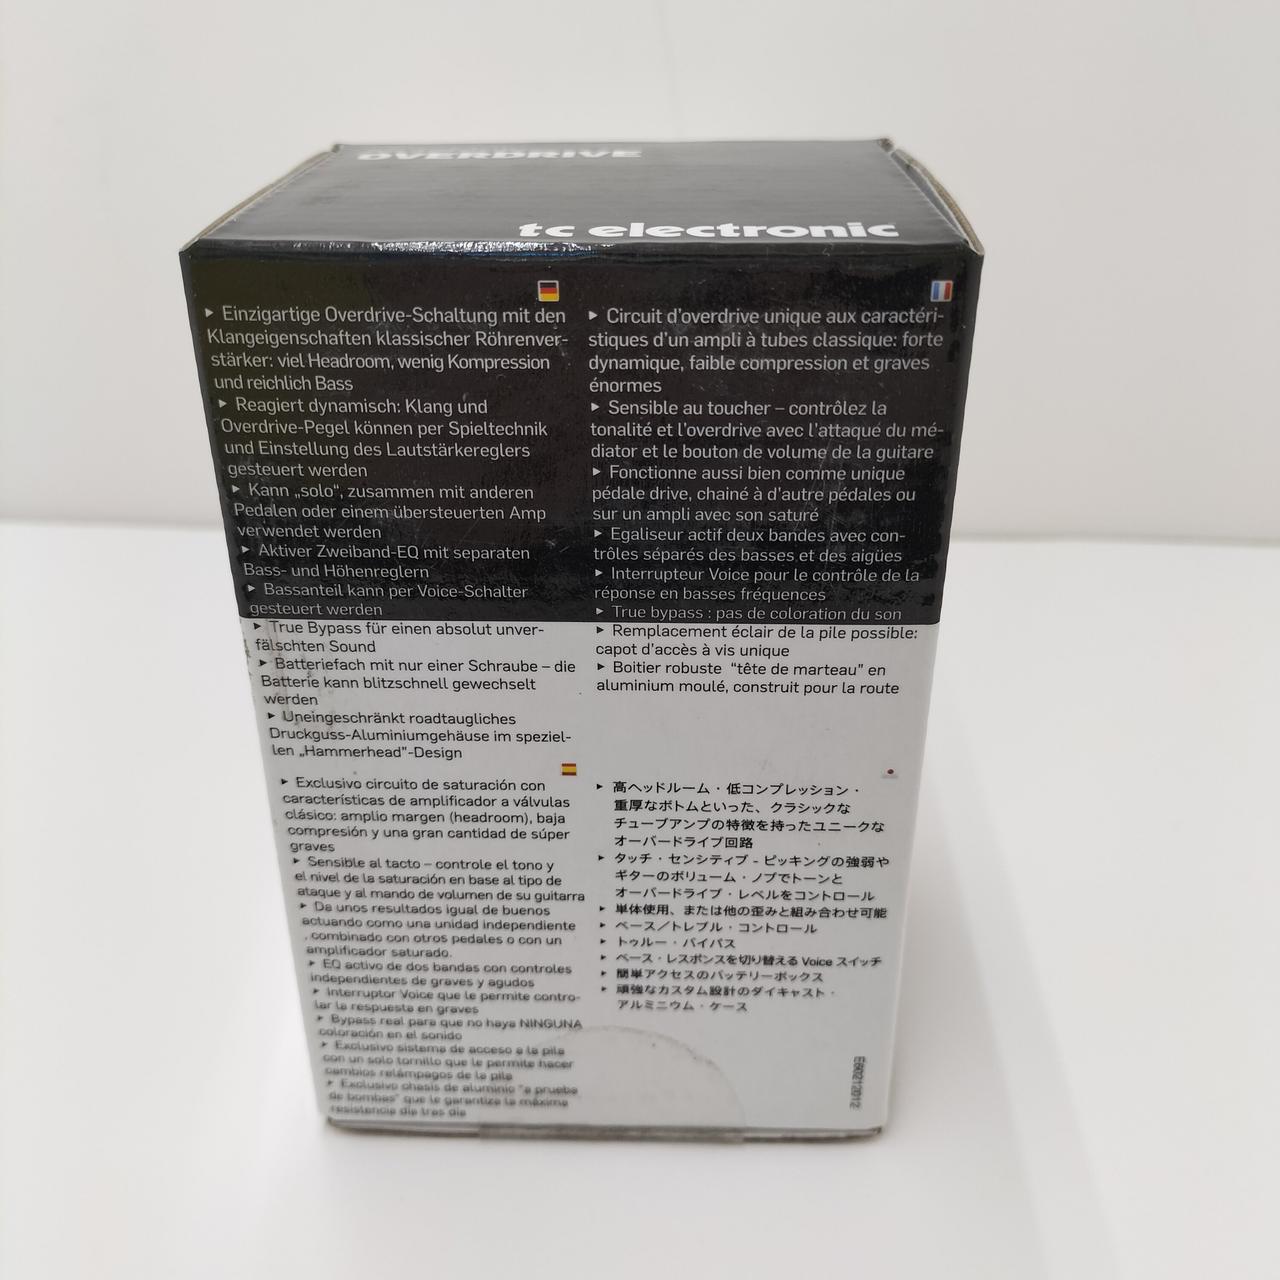 OVERDRIVE
tc electronic
▸ Einzigartige Overdrive-Schaltung mit den
Klangeigenschaften klassischer Röhrenver-
stärker: viel Headroom, wenig Kompression
und reichlich Bass
▸ Reagiert dynamisch: Klang und
Overdrive-Pegel können per Spieltechnik
und Einstellung des Lautstärkereglers
gesteuert werden
▸ Kann „solo“, zusammen mit anderen
Pedalen oder einem übersteuerten Amp
verwendet werden
▸ Aktiver Zweiband-EQ mit separaten
Bass- und Höhenreglern
▸ Bassanteil kann per Voice-Schalter
gesteuert werden
▸ True Bypass für einen absolut unver-
fälschten Sound
▸ Batteriefach mit nur einer Schraube – die
Batterie kann blitzschnell gewechselt
werden
▸ Uneingeschränkt roadtaugliches
Druckguss-Aluminiumgehäuse im speziel-
len „Hammerhead"-Design
▸ Circuit d'overdrive unique aux caractéri-
stiques d'un ampli à tubes classique: forte
dynamique, faible compression et graves
énormes
▸ Sensible au toucher – contrôlez la
tonalité et l'overdrive avec l'attaque du mé-
diator et le bouton de volume de la guitare
▸ Fonctionne aussi bien comme unique
pédale drive, chainé à d'autre pédales ou
sur un ampli avec son saturé
▸ Egaliseur actif deux bandes avec con-
trôles séparés des basses et des aigües
▸ Interrupteur Voice pour le contrôle de la
réponse en basses fréquences
▸ True bypass : pas de coloration du son
▸ Remplacement éclair de la pile possible:
capot d'accès à vis unique
▸ Boitier robuste “tête de marteau” en
aluminium moulé, construit pour la route
▸ Exclusivo circuito de saturación con
características de amplificador a válvulas
clásico: amplio margen (headroom), baja
compresión y una gran cantidad de súper
graves
▸ Sensible al tacto – controle el tono y
el nivel de la saturación en base al tipo de
ataque y al mando de volumen de su guitarra
▸ Da unos resultados igual de buenos
actuando como una unidad independiente
, combinado con otros pedales o con un
amplificador saturado.
▸ EQ activo de dos bandas con controles
independientes de graves y agudos
▸ Interruptor Voice que le permite contro-
lar la respuesta en graves
▸ Bypass real para que no haya NINGUNA
coloración en el sonido
▸ Exclusivo sistema de acceso a la pila
con un solo tornillo que le permite hacer
cambios relámpagos de la pila
▸ Exclusivo chasis de aluminio "a prueba
de bombas" que le garantiza la máxima
resistencia día tras día
▸ 高ヘッドルーム・低コンプレッション・
重厚なボトムといった、クラシックな
チューブアンプの特徴を持ったユニークな
オーバードライブ回路
▸ タッチ・センシティブ - ピッキングの強弱や
ギターのボリューム・ノブでトーンと
オーバードライブ・レベルをコントロール
▸ 単体使用、または他の歪みと組み合わせ可能
▸ ベース／トレブル・コントロール
▸ トゥルー・バイパス
▸ ベース・レスポンスを切り替える Voice スイッチ
▸ 簡単アクセスのバッテリーボックス
▸ 頑強なカスタム設計のダイキャスト・
アルミニウム・ケース
E60212012